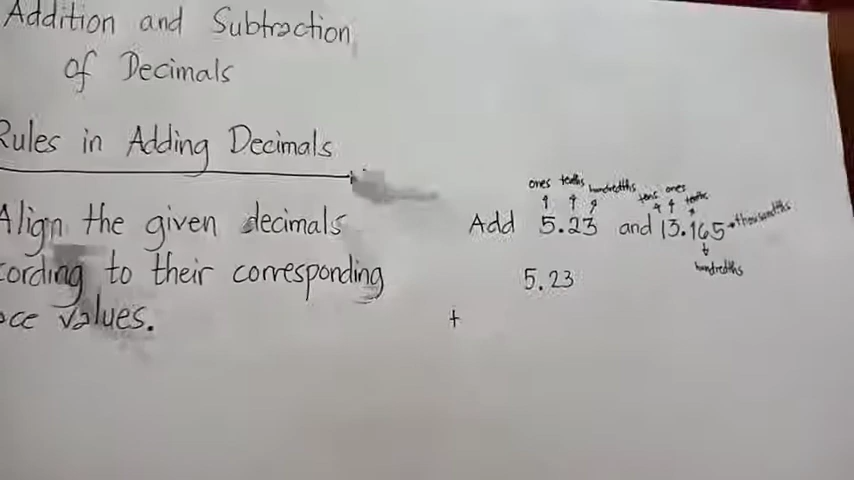 Addition and Subtraction
of Decimals
Rules in Adding Decimals
Align the given decimals
cording to their corresponding
ce values.
ones tenths hundredths tens ones tenths
Add 5.23 and 13.165 thousandths
hundredths
5.23
+